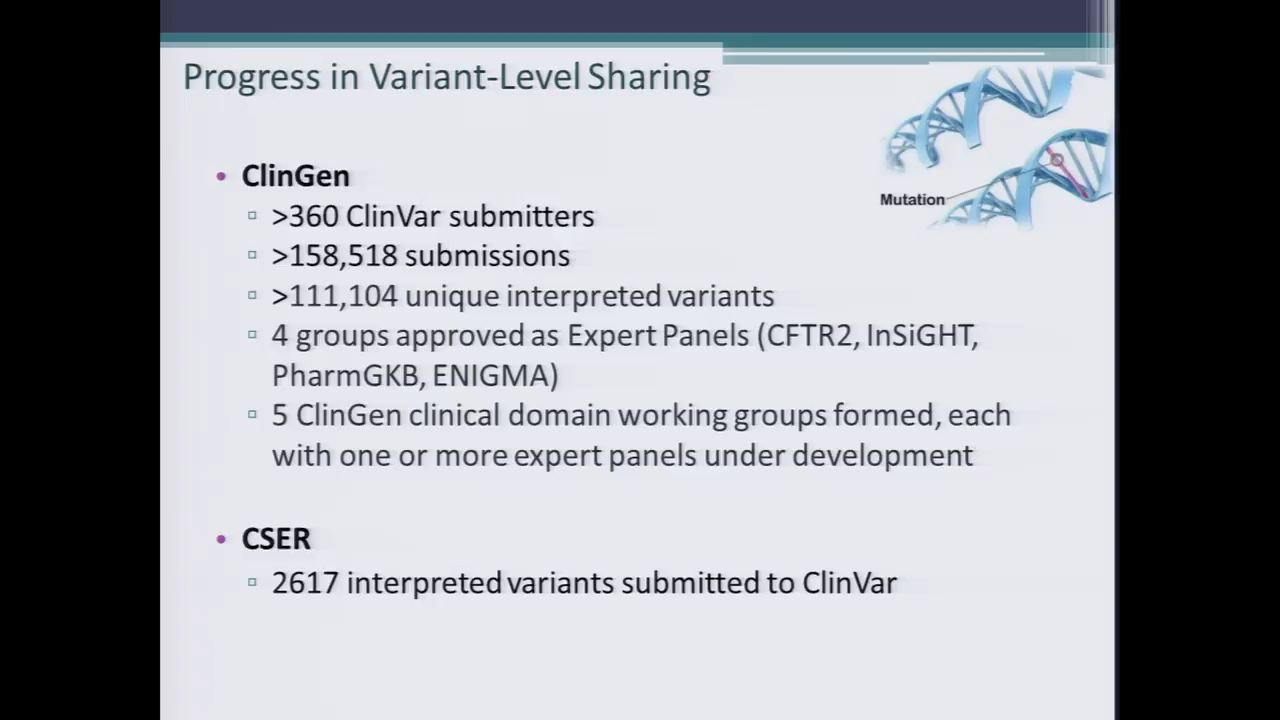 Progress in Variant-Level Sharing
Mutation
• ClinGen
▫ >360 ClinVar submitters
▫ >158,518 submissions
▫ >111,104 unique interpreted variants
▫ 4 groups approved as Expert Panels (CFTR2, InSiGHT,
PharmGKB, ENIGMA)
▫ 5 ClinGen clinical domain working groups formed, each
with one or more expert panels under development
• CSER
▫ 2617 interpreted variants submitted to ClinVar